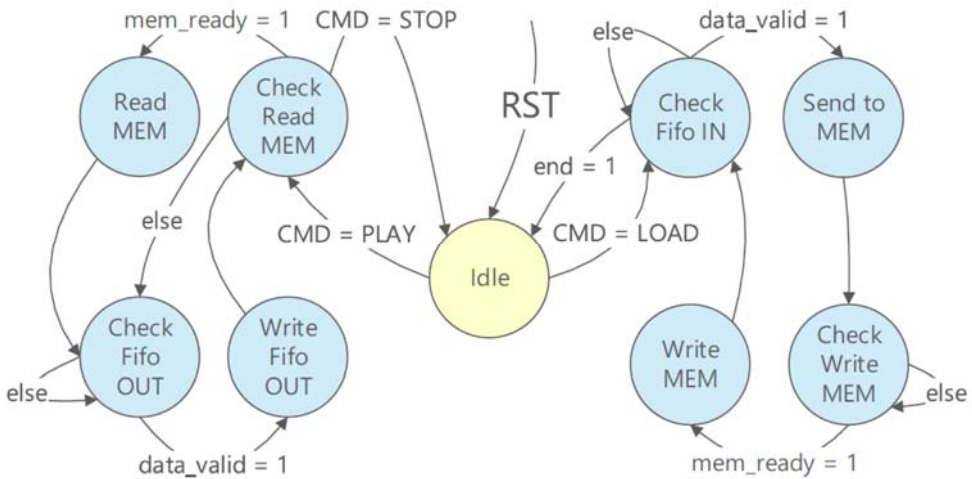 mem_ready = 1
CMD = STOP
data_valid = 1
else
Read
MEM
Check
Read
MEM
RST
Check
Fifo IN
Send to
MEM
end = 1
else
CMD = PLAY
CMD = LOAD
Idle
Check
Fifo
OUT
Write
Fifo
OUT
Write
MEM
Check
Write
MEM
else
else
data_valid = 1
mem_ready = 1